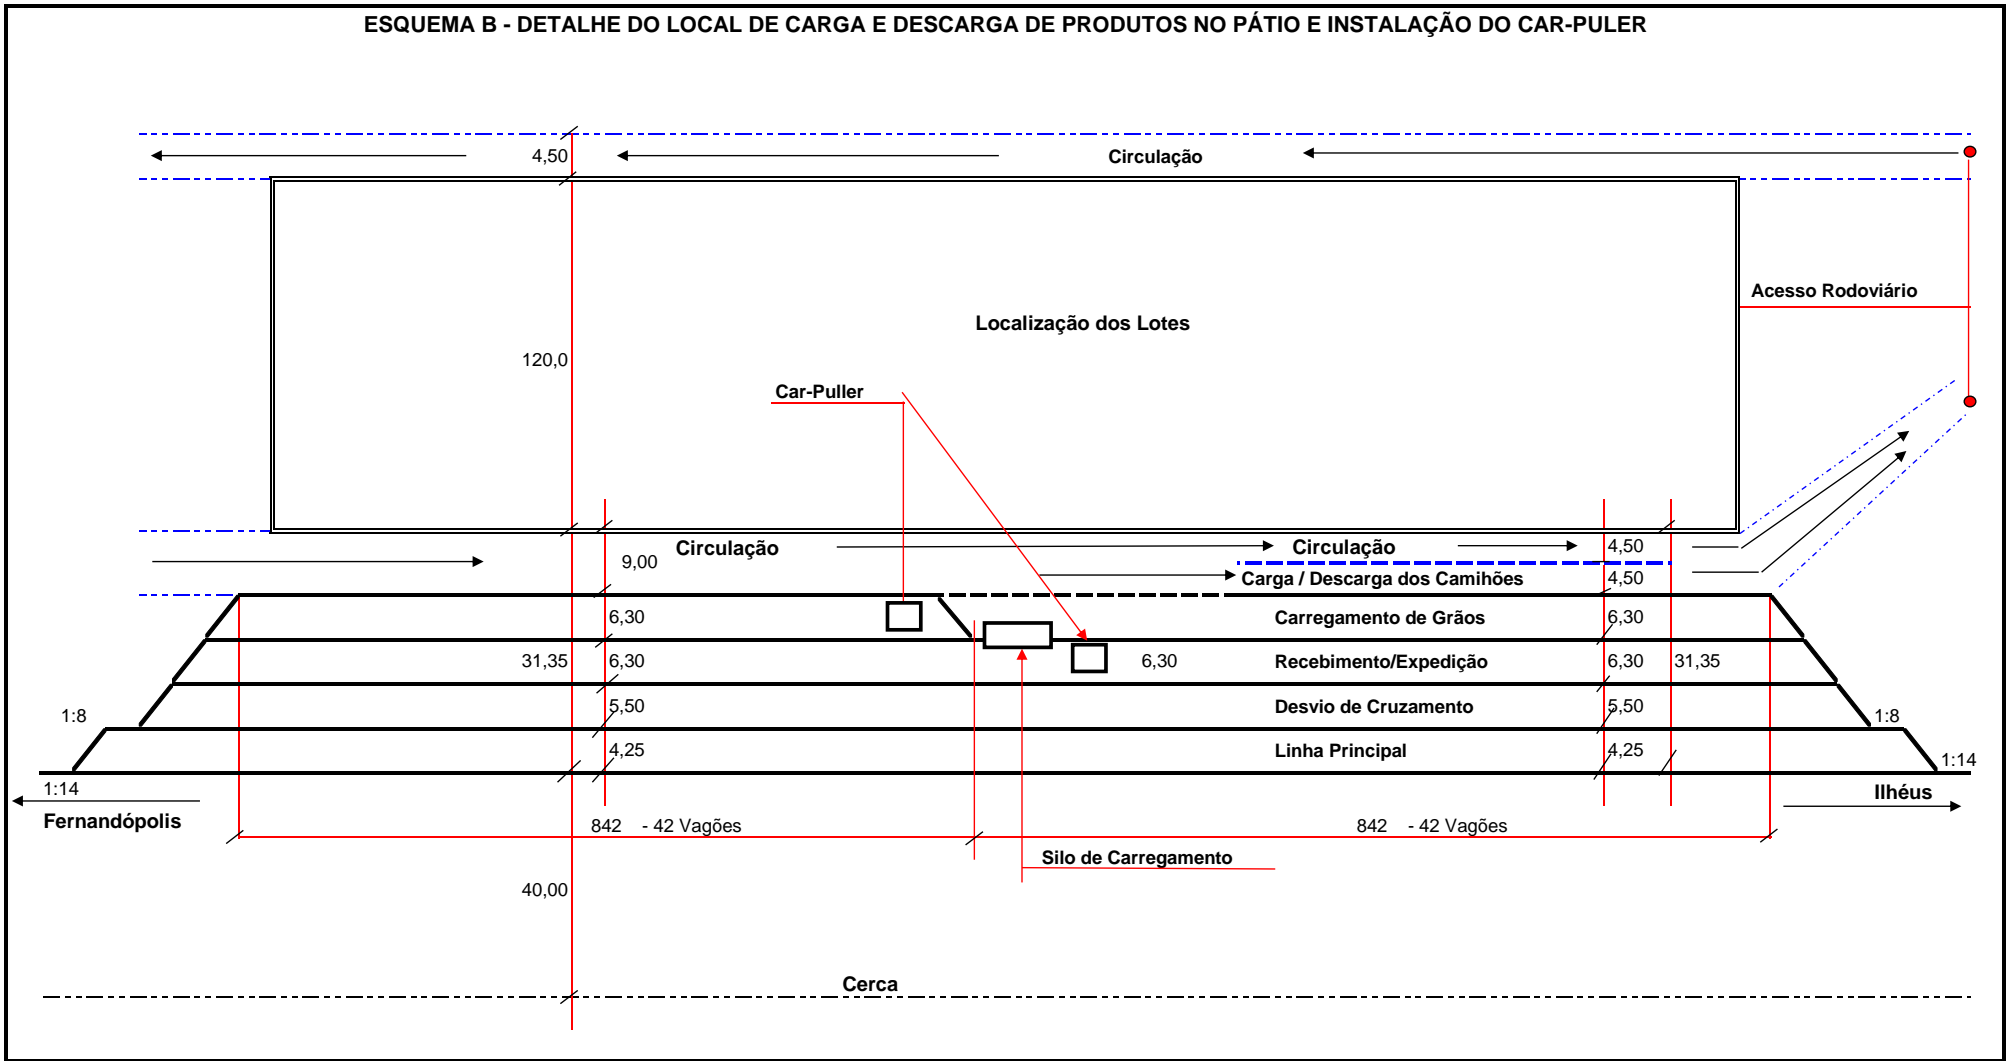 ESQUEMA B - DETALHE DO LOCAL DE CARGA E DESCARGA DE PRODUTOS NO PÁTIO E INSTALAÇÃO DO CAR-PULER
4,50
Circulação
Acesso Rodoviário
Localização dos Lotes
120,0
Car-Puller
Circulação
Circulação
4,50
9,00
Carga / Descarga dos Camihões
4,50
6,30
Carregamento de Grãos
6,30
31,35
6,30
6,30
Recebimento/Expedição
6,30
31,35
1:8
5,50
Desvio de Cruzamento
5,50
1:8
4,25
Linha Principal
4,25
1:14
1:14
Ilhéus
Fernandópolis
842 - 42 Vagões
842 - 42 Vagões
Silo de Carregamento
40,00
Cerca